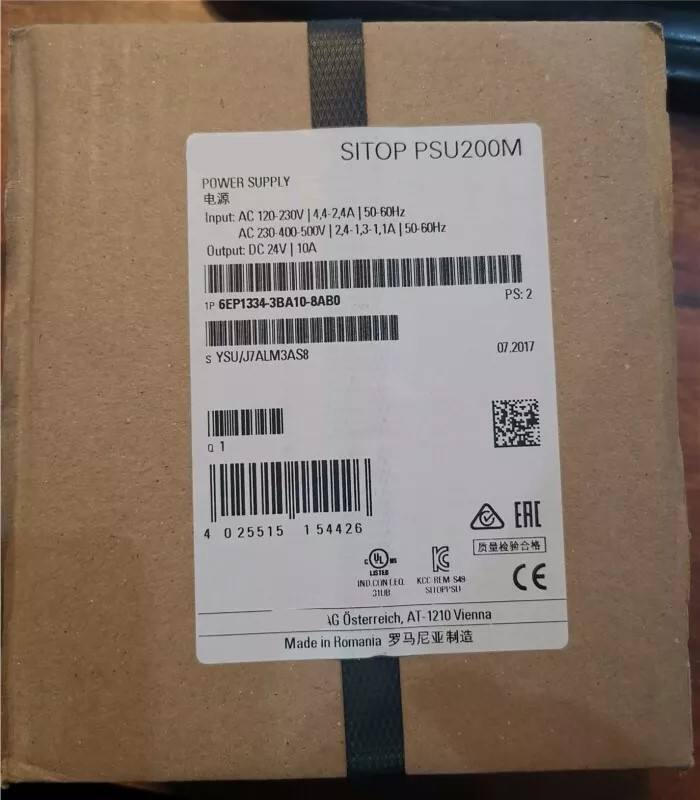 SITOP PSU200M
POWER SUPPLY
电源
Input: AC 120-230V | 4,4-2,4A | 50-60Hz
AC 230-400-500V | 2,4-1,3-1,1A | 50-60Hz
Output: DC 24V | 10A
1P 6EP1334-3BA10-8AB0
PS: 2
S YSU/J7ALM3AS8
07.2017
Q 1
4 025515 154426
EAC
质量检验合格
C UL US
LISTED
IND.CONT.EQ.
31UB
KCC-REM-S49
SITOPPSU
CE
AG Österreich, AT-1210 Vienna
Made in Romania 罗马尼亚制造